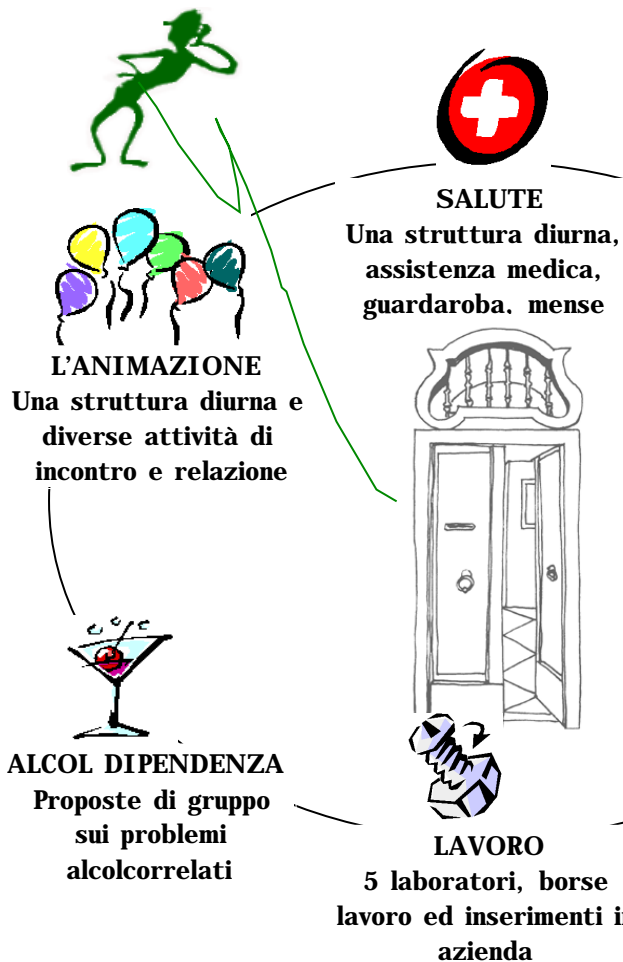 SALUTE
Una struttura diurna,
assistenza medica,
guardaroba, mense
L'ANIMAZIONE
Una struttura diurna e
diverse attività di
incontro e relazione
ALCOL DIPENDENZA
Proposte di gruppo
sui problemi
alcolcorrelati
LAVORO
5 laboratori, borse
lavoro ed inserimenti in
azienda